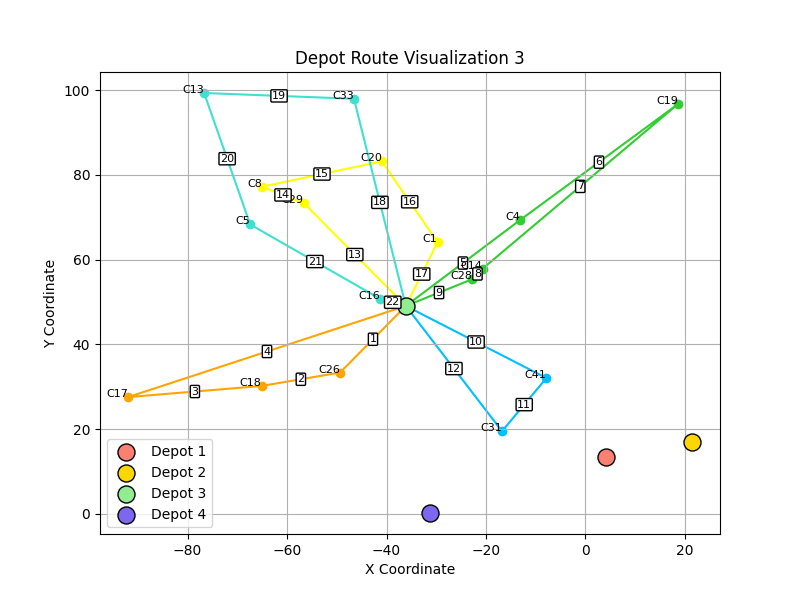 Depot Route Visualization 3
100
80
60
40
20
0
−80
−60
−40
−20
0
20
X Coordinate
Y Coordinate
C13
C33
C19
C20
C8
C29
C5
C4
C1
C14
C28
C16
C17
C18
C26
C41
C31
1
2
3
4
5
6
7
8
9
10
11
12
13
14
15
16
17
18
19
20
21
22
Depot 1
Depot 2
Depot 3
Depot 4